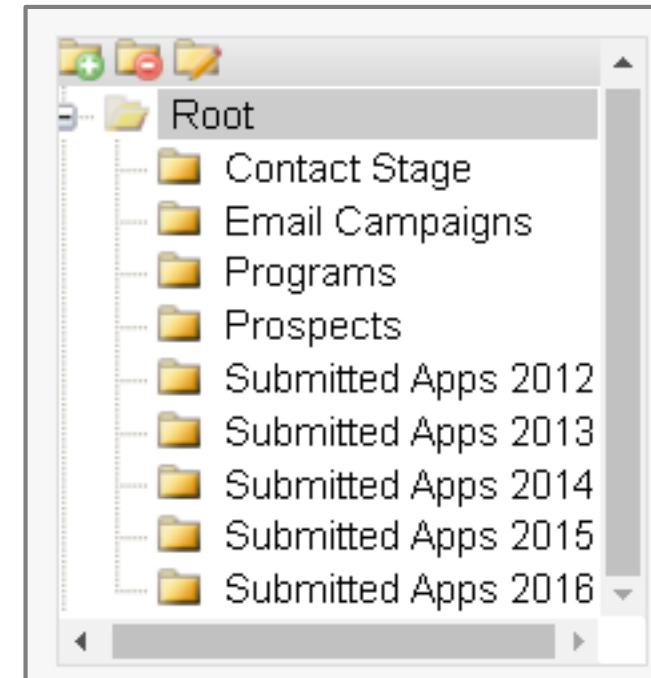 Root
Contact Stage
Email Campaigns
Programs
Prospects
Submitted Apps 2012
Submitted Apps 2013
Submitted Apps 2014
Submitted Apps 2015
Submitted Apps 2016